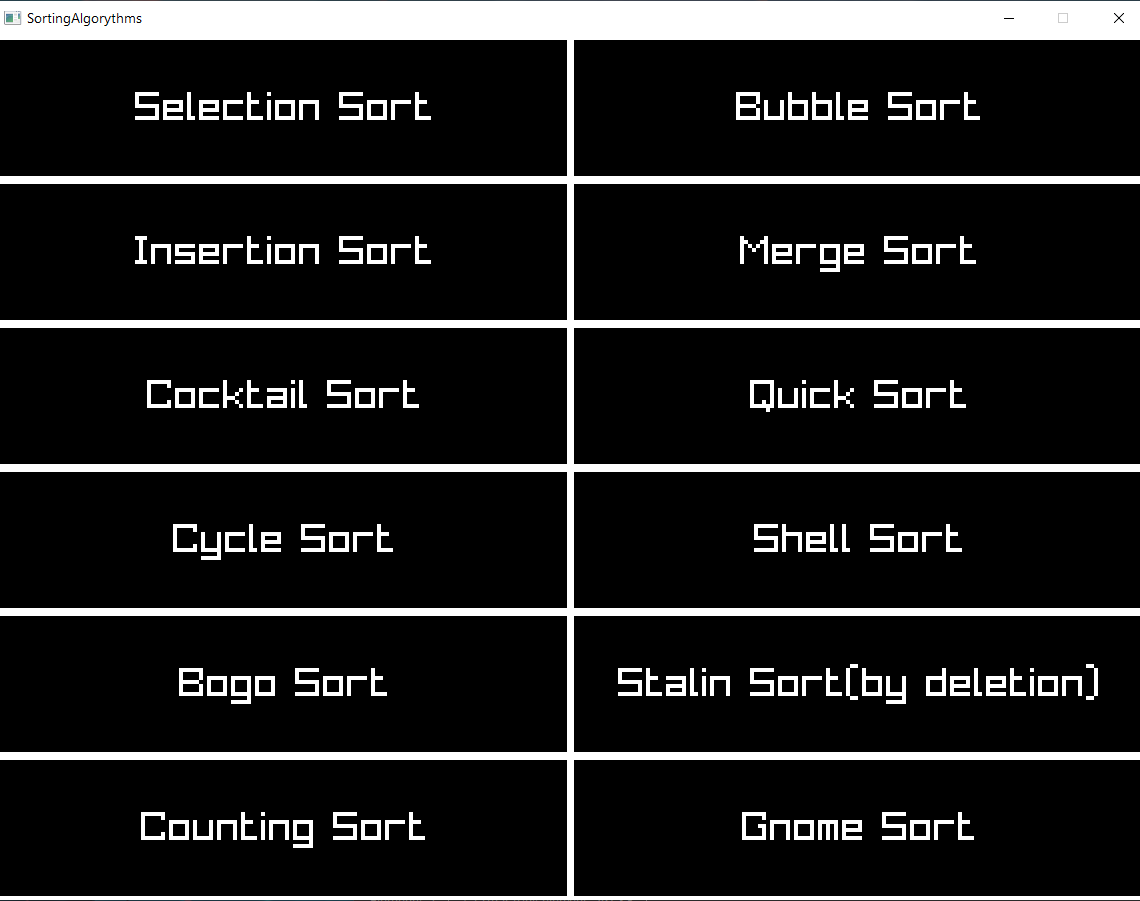 SortingAlgorythms
Selection Sort
Bubble Sort
Insertion Sort
Merge Sort
Cocktail Sort
Quick Sort
Cycle Sort
Shell Sort
Bogo Sort
Stalin Sort(by deletion)
Counting Sort
Gnome Sort